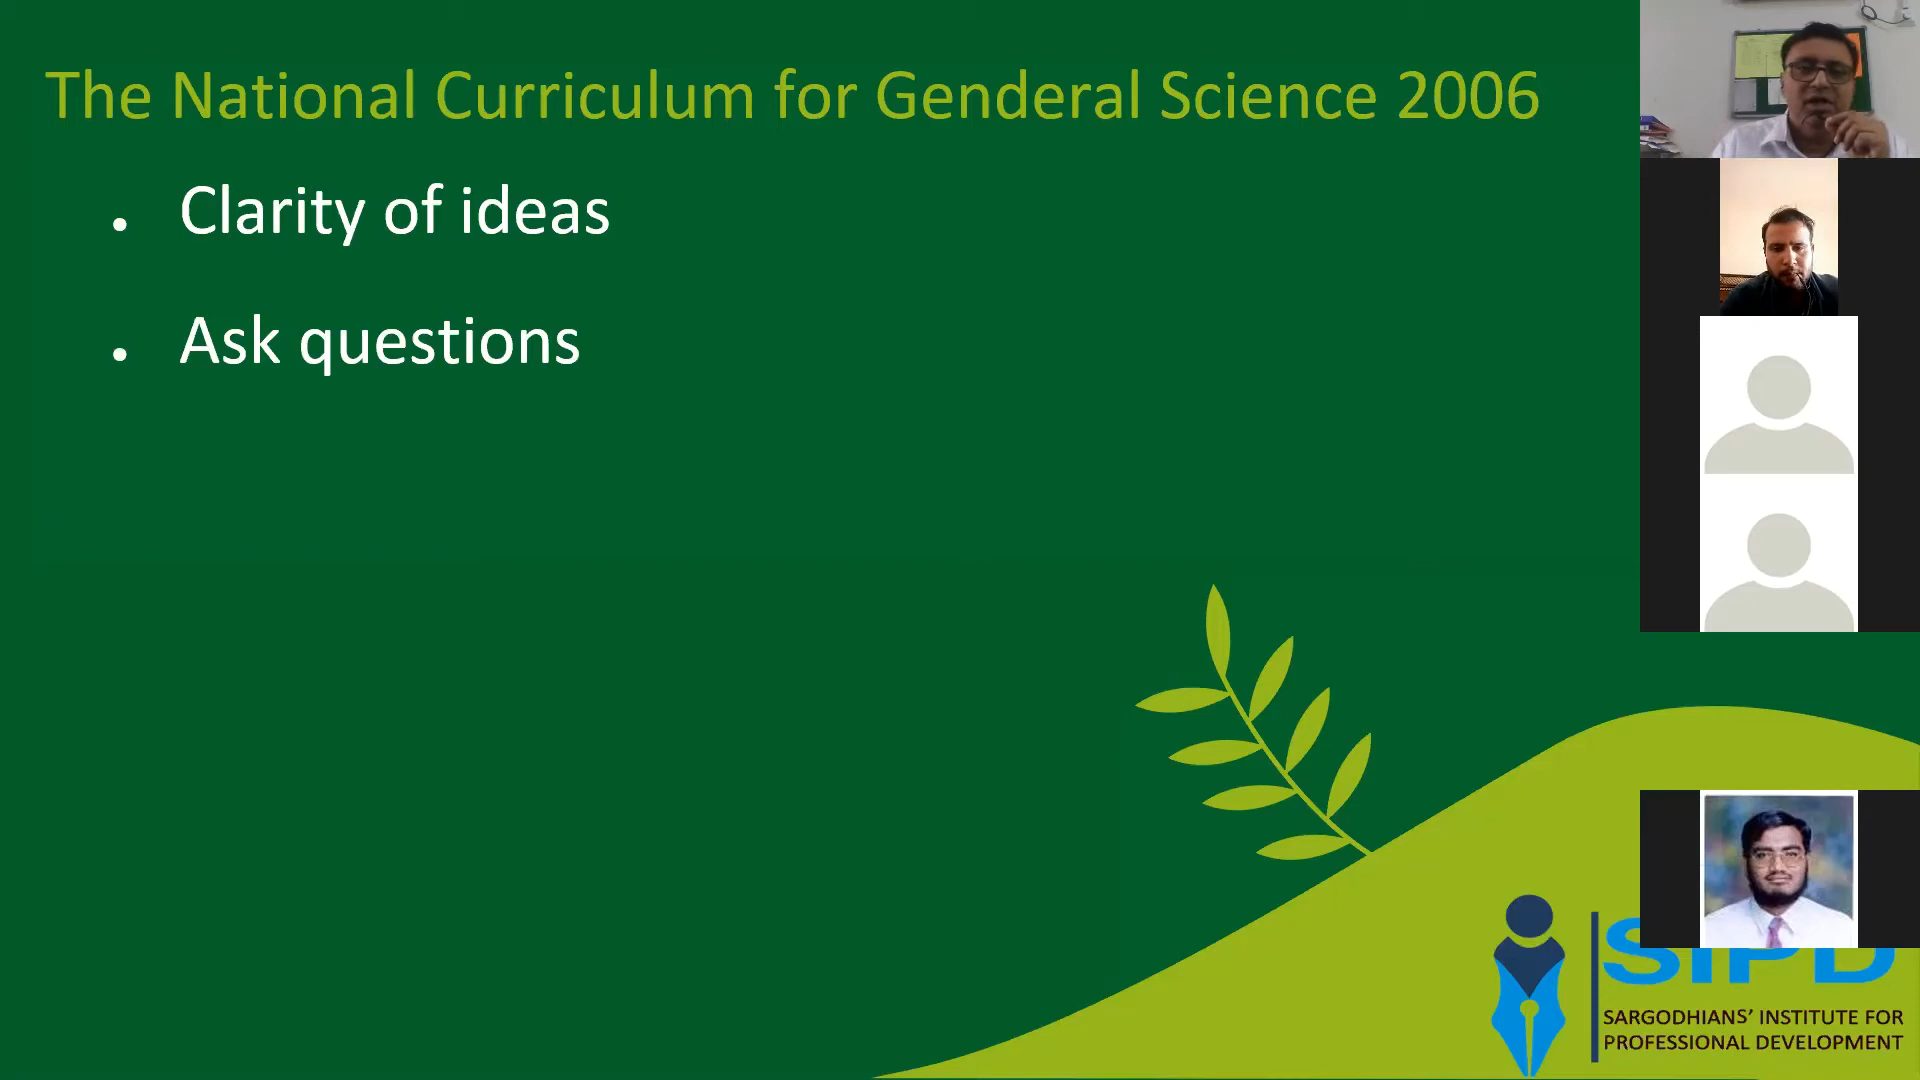 The National Curriculum for Genderal Science 2006
• Clarity of ideas
• Ask questions
SIPD
SARGODHIANS' INSTITUTE FOR
PROFESSIONAL DEVELOPMENT